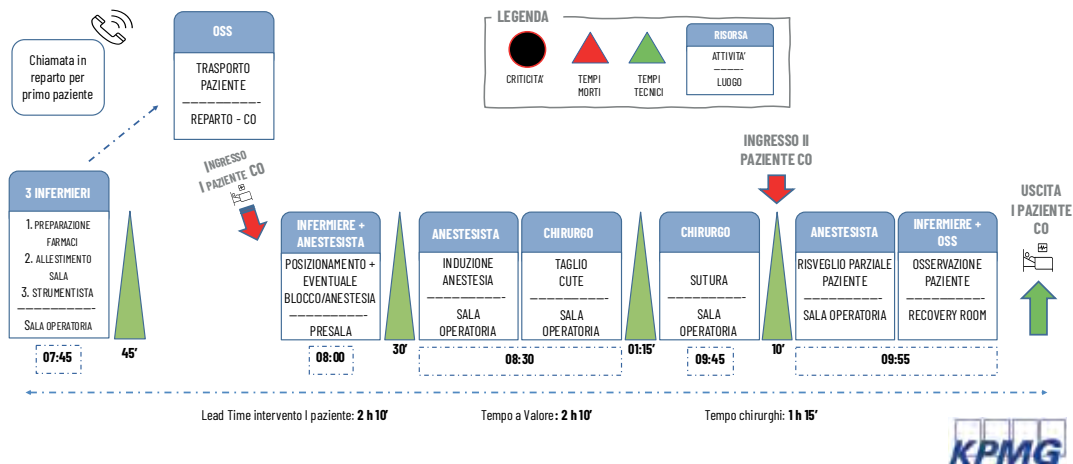 LEGENDA
CRITICITA'
TEMPI
MORTI
TEMPI
TECNICI
RISORSA
ATTIVITA'
LUOGO
Chiamata in
reparto per
primo paziente
OSS
TRASPORTO
PAZIENTE
REPARTO - CO
INGRESSO
I PAZIENTE CO
INGRESSO II
PAZIENTE CO
USCITA
I PAZIENTE
CO
3 INFERMIERI
1. PREPARAZIONE
FARMACI
2. ALLESTIMENTO
SALA
3. STRUMENTISTA
SALA OPERATORIA
07:45
45'
INFERMIERE +
ANESTESISTA
POSIZIONAMENTO +
EVENTUALE
BLOCCO/ANESTESIA
PRESALA
08:00
30'
ANESTESISTA
INDUZIONE
ANESTESIA
SALA
OPERATORIA
CHIRURGO
TAGLIO
CUTE
SALA
OPERATORIA
08:30
01:15'
CHIRURGO
SUTURA
SALA
OPERATORIA
09:45
10'
ANESTESISTA
RISVEGLIO PARZIALE
PAZIENTE
SALA OPERATORIA
INFERMIERE +
OSS
OSSERVAZIONE
PAZIENTE
RECOVERY ROOM
09:55
Lead Time intervento I paziente: 2 h 10'
Tempo a Valore: 2 h 10'
Tempo chirurghi: 1 h 15'
KPMG